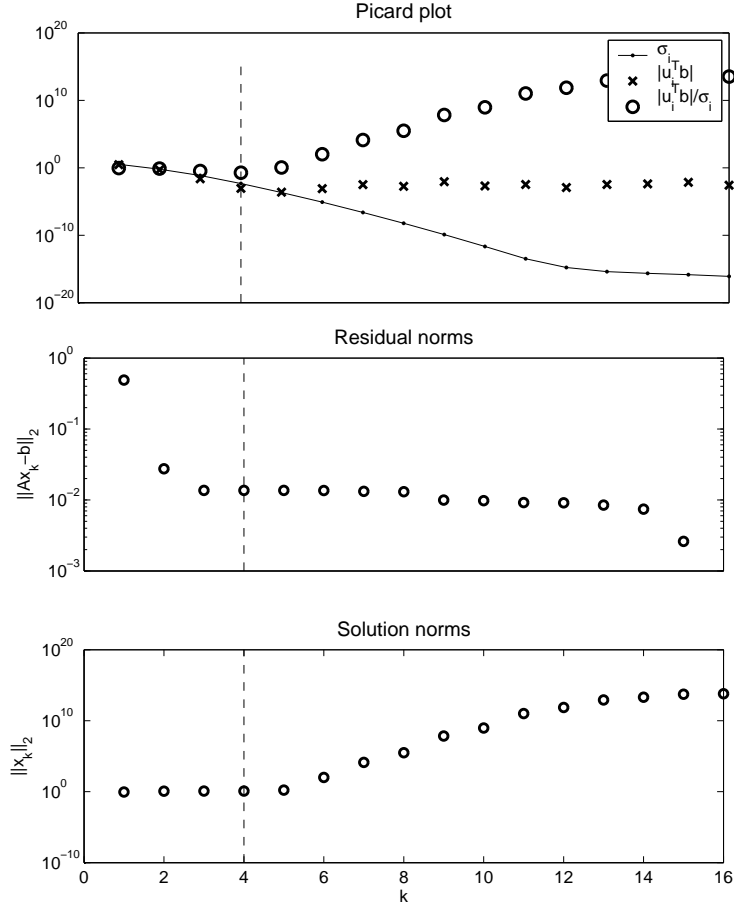 Picard plot
10^20
10^10
10^0
10^−10
10^−20
σ_i
|u_i^T b|
|u_i^T b|/σ_i
Residual norms
10^0
10^−1
10^−2
10^−3
||Ax_k−b||_2
Solution norms
10^20
10^10
10^0
10^−10
||x_k||_2
0 2 4 6 8 10 12 14 16
k